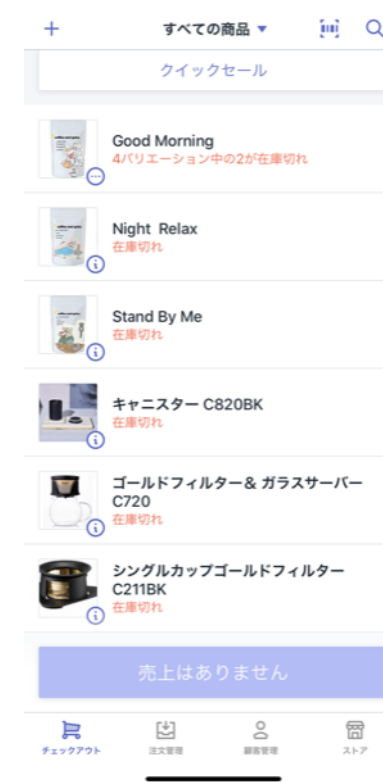 すべての商品 ▼
クイックセール
Good Morning
4バリエーション中の2が在庫切れ
Night Relax
在庫切れ
Stand By Me
在庫切れ
キャニスター C820BK
在庫切れ
ゴールドフィルター& ガラスサーバー
C720
在庫切れ
シングルカップゴールドフィルター
C211BK
在庫切れ
売上はありません
チェックアウト 注文管理 顧客管理 ストア